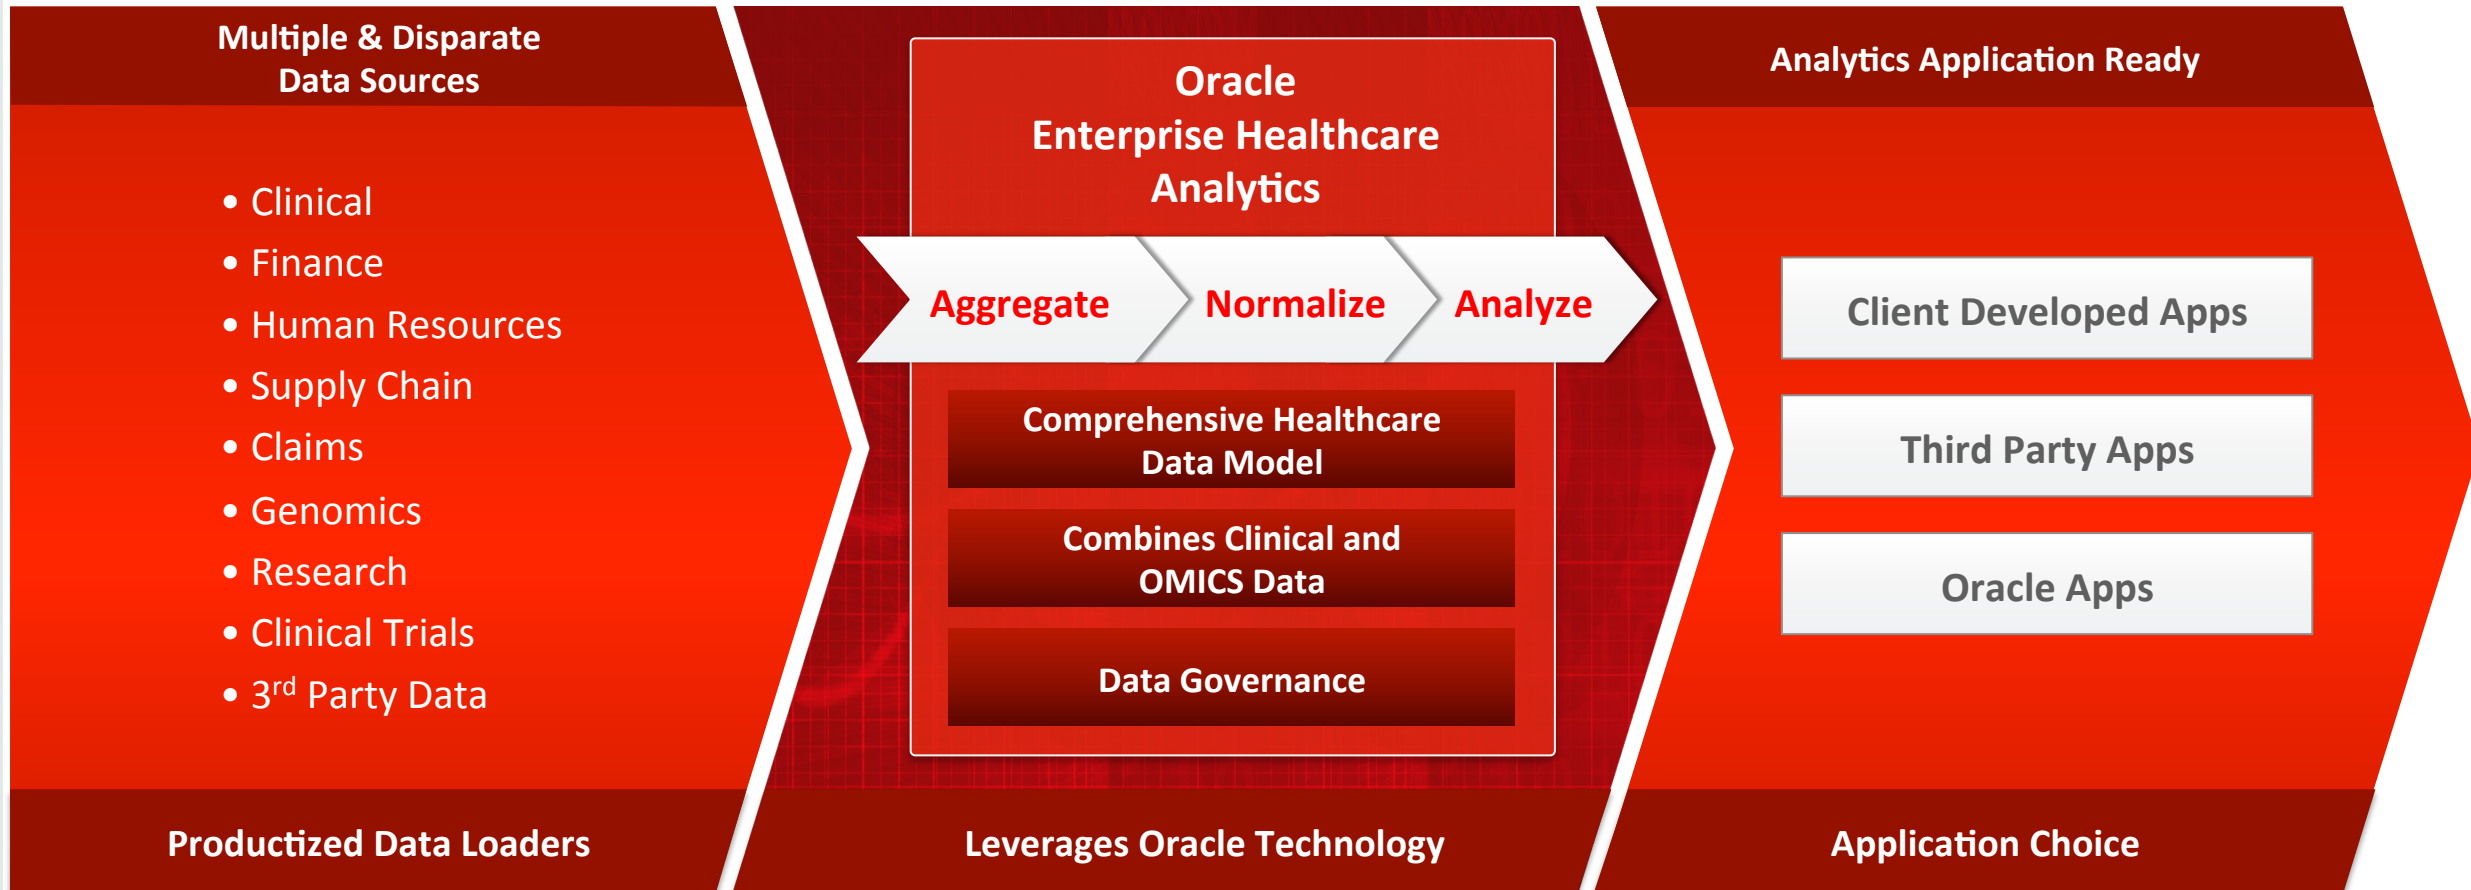 Multiple & Disparate
Data Sources
• Clinical
• Finance
• Human Resources
• Supply Chain
• Claims
• Genomics
• Research
• Clinical Trials
• 3rd Party Data
Productized Data Loaders
Oracle
Enterprise Healthcare
Analytics
Aggregate
Normalize
Analyze
Comprehensive Healthcare
Data Model
Combines Clinical and
OMICS Data
Data Governance
Leverages Oracle Technology
Analytics Application Ready
Client Developed Apps
Third Party Apps
Oracle Apps
Application Choice